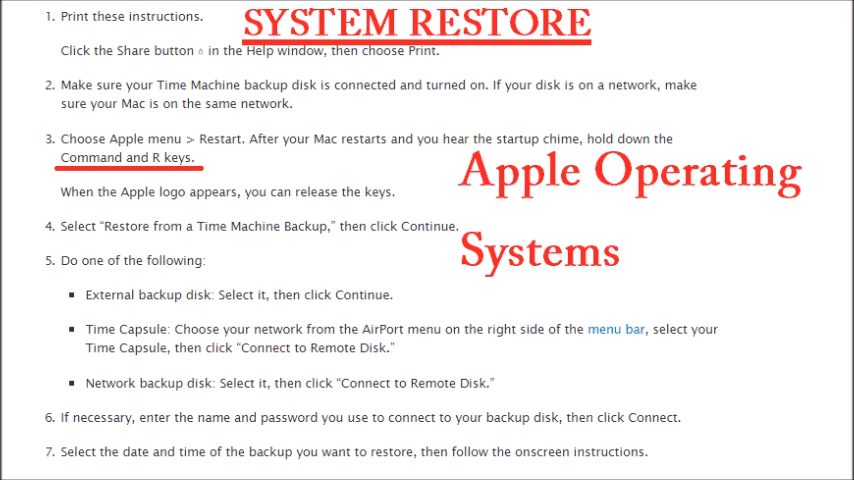 SYSTEM RESTORE
1. Print these instructions.
Click the Share button in the Help window, then choose Print.
2. Make sure your Time Machine backup disk is connected and turned on. If your disk is on a network, make
sure your Mac is on the same network.
3. Choose Apple menu > Restart. After your Mac restarts and you hear the startup chime, hold down the
Command and R keys.
Apple Operating
When the Apple logo appears, you can release the keys.
4. Select “Restore from a Time Machine Backup,” then click Continue.
Systems
5. Do one of the following:
▪ External backup disk: Select it, then click Continue.
▪ Time Capsule: Choose your network from the AirPort menu on the right side of the menu bar, select your
Time Capsule, then click “Connect to Remote Disk.”
▪ Network backup disk: Select it, then click “Connect to Remote Disk.”
6. If necessary, enter the name and password you use to connect to your backup disk, then click Connect.
7. Select the date and time of the backup you want to restore, then follow the onscreen instructions.